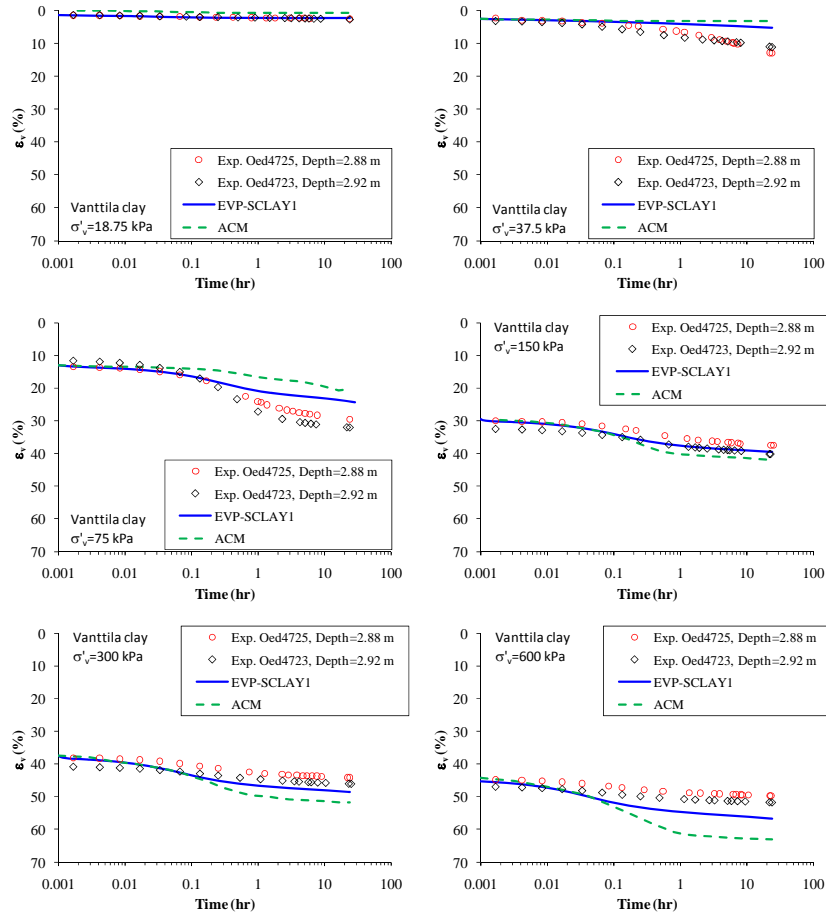 0
10
20
30
40
50
60
70
εv (%)
Exp. Oed4725, Depth=2.88 m
Exp. Oed4723, Depth=2.92 m
EVP-SCLAY1
ACM
Vanttila clay
σ'v=18.75 kPa
0.001 0.01 0.1 1 10 100
Time (hr)
0
10
20
30
40
50
60
70
εv (%)
Exp. Oed4725, Depth=2.88 m
Exp. Oed4723, Depth=2.92 m
EVP-SCLAY1
ACM
Vanttila clay
σ'v=37.5 kPa
0.001 0.01 0.1 1 10 100
Time (hr)
0
10
20
30
40
50
60
70
εv (%)
Exp. Oed4725, Depth=2.88 m
Exp. Oed4723, Depth=2.92 m
EVP-SCLAY1
ACM
Vanttila clay
σ'v=75 kPa
0.001 0.01 0.1 1 10 100
Time (hr)
0
10
20
30
40
50
60
70
εv (%)
Vanttila clay
σ'v=150 kPa
Exp. Oed4725, Depth=2.88 m
Exp. Oed4723, Depth=2.92 m
EVP-SCLAY1
ACM
0.001 0.01 0.1 1 10 100
Time (hr)
0
10
20
30
40
50
60
70
εv (%)
Vanttila clay
σ'v=300 kPa
Exp. Oed4725, Depth=2.88 m
Exp. Oed4723, Depth=2.92 m
EVP-SCLAY1
ACM
0.001 0.01 0.1 1 10 100
Time (hr)
0
10
20
30
40
50
60
70
εv (%)
Vanttila clay
σ'v=600 kPa
Exp. Oed4725, Depth=2.88 m
Exp. Oed4723, Depth=2.92 m
EVP-SCLAY1
ACM
0.001 0.01 0.1 1 10 100
Time (hr)